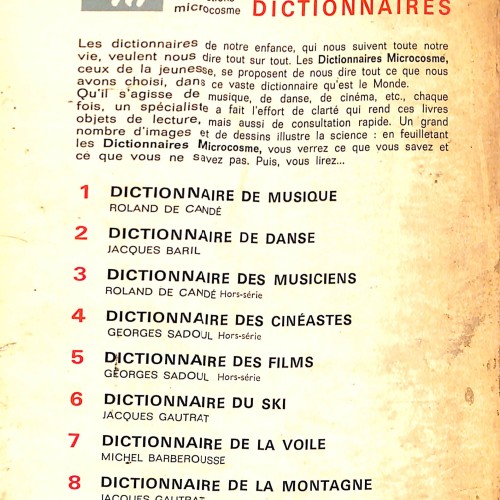 microcosme DICTIONNAIRES
Les dictionnaires de notre enfance, qui nous suivent toute notre
vie, veulent nous dire tout sur tout. Les Dictionnaires Microcosme,
ceux de la jeunesse, se proposent de nous dire tout ce que nous
avons choisi, dans ce vaste dictionnaire qu'est le Monde.
Qu'il s'agisse de musique, de danse, de cinéma, etc., chaque
fois, un spécialiste a fait l'effort de clarté qui rend ces livres
objets de lecture, mais aussi de consultation rapide. Un grand
nombre d'images et de dessins illustre la science : en feuilletant
les Dictionnaires Microcosme, vous verrez ce que vous savez et
ce que vous ne savez pas. Puis, vous lirez...
1 DICTIONNAIRE DE MUSIQUE
ROLAND DE CANDÉ
2 DICTIONNAIRE DE DANSE
JACQUES BARIL
3 DICTIONNAIRE DES MUSICIENS
ROLAND DE CANDÉ Hors-série
4 DICTIONNAIRE DES CINÉASTES
GEORGES SADOUL Hors-série
5 DICTIONNAIRE DES FILMS
GEORGES SADOUL Hors-série
6 DICTIONNAIRE DU SKI
JACQUES GAUTRAT
7 DICTIONNAIRE DE LA VOILE
MICHEL BARBEROUSSE
8 DICTIONNAIRE DE LA MONTAGNE
JACQUES GAUTRAT